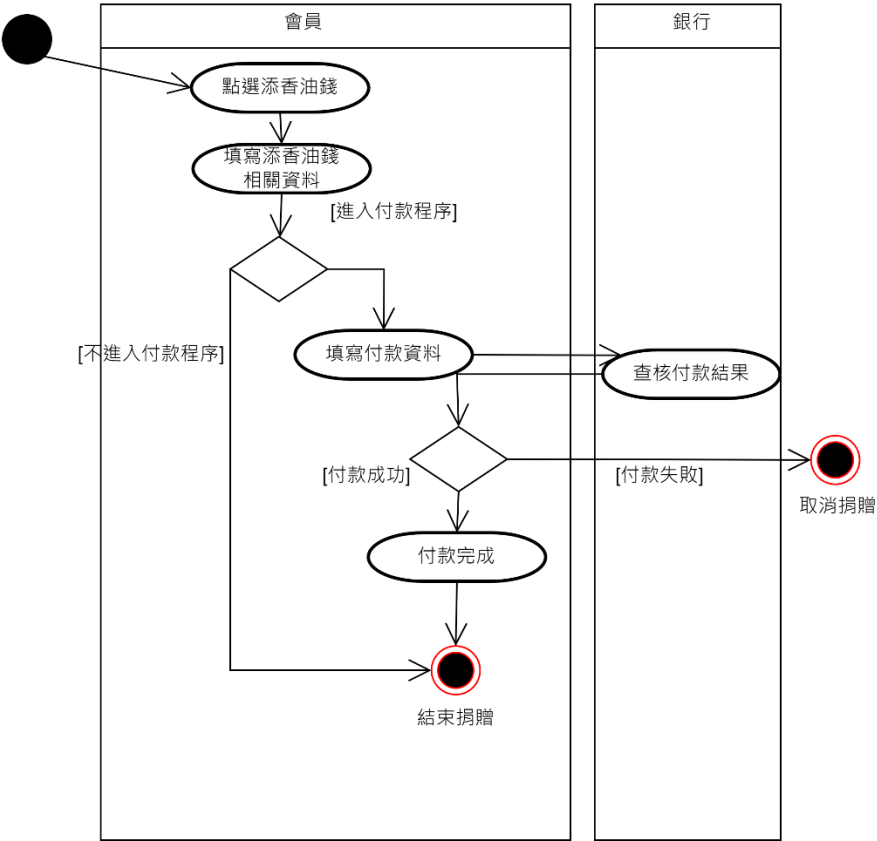 會員
銀行
點選添香油錢
填寫添香油錢
相關資料
[進入付款程序]
[不進入付款程序]
填寫付款資料
查核付款結果
[付款成功]
[付款失敗]
取消捐贈
付款完成
結束捐贈